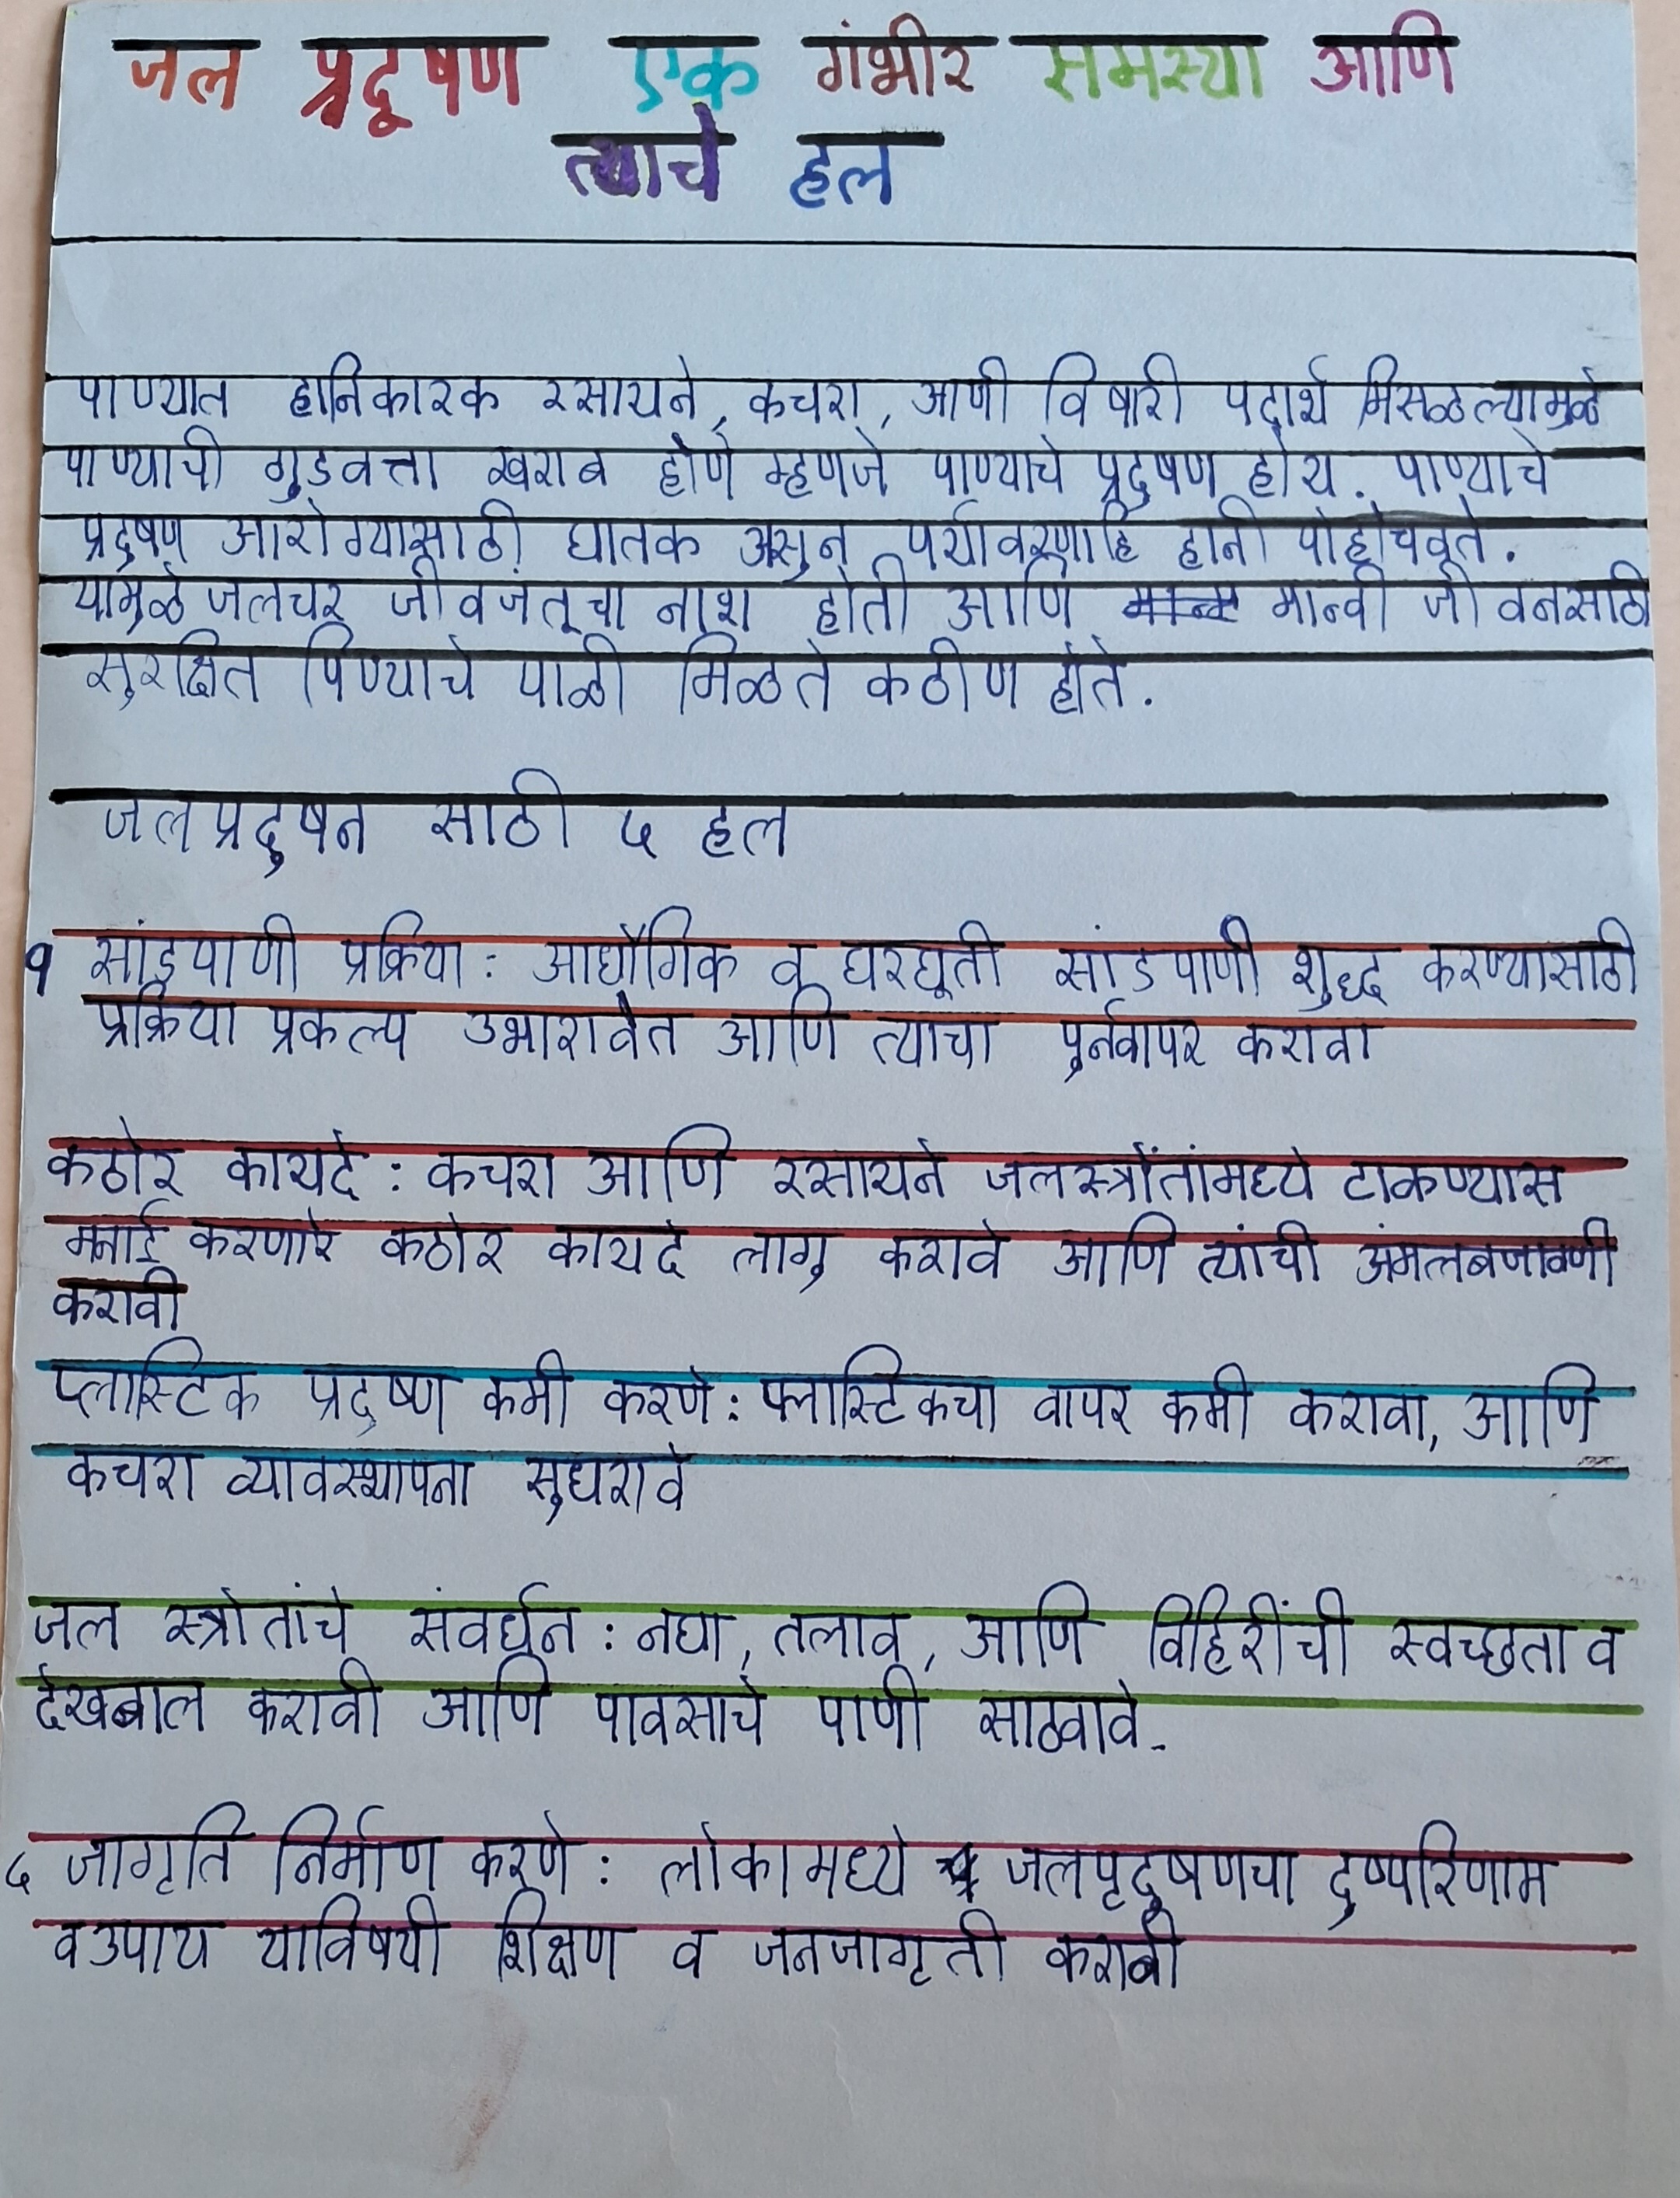 जल प्रदूषण एक गंभीर समस्या आणि
त्याचे हल
पाण्यात हानिकारक रसायने, कचरा, आणी विषारी पदार्थ मिसळल्यामुळे
पाण्याची गुडवत्ता खराब होणे म्हणजे पाण्याचे प्रदुषण होय. पाण्याचे
प्रदुषण आरोग्यासाठी घातक असुन पर्यावरणाहि हानी पोहोचवते.
यामुळे जलचर जीवजंतूचा नाश होतो आणि मान्वी जीवनसाठी
सुरक्षित पिण्याचे पाळी मिळते कठीण होते.
जलप्रदुषन साठी ५ हल
१ सांडपाणी प्रक्रिया: आद्यौगिक व घरघूती सांडपाणी शुद्ध करण्यासाठी
प्रक्रिया प्रकल्प उभारावेत आणि त्याचा पुर्नवापर करावा
कठोर कायदे: कचरा आणि रसायने जलस्त्रोंतांमध्ये टाकण्यास
मनाई करणारे कठोर कायदे लागु करावे आणि त्यांची अंमलबजावणी
करावी
प्लास्टिक प्रदुष्ण कमी करणे: प्लास्टिकचा वापर कमी करावा, आणि
कचरा व्यावस्थापना सुधरावे
जल स्त्रोतांचे संवर्धन: नद्या, तलाव, आणि विहिरींची स्वच्छता व
देखबाल करावी आणि पावसाचे पाणी साठवावे.
५ जागृति निर्माण करणे: लोकामध्ये जलपृदुषणचा दुष्परिणाम
व उपाय याविषयी शिक्षण व जनजागृती करावी